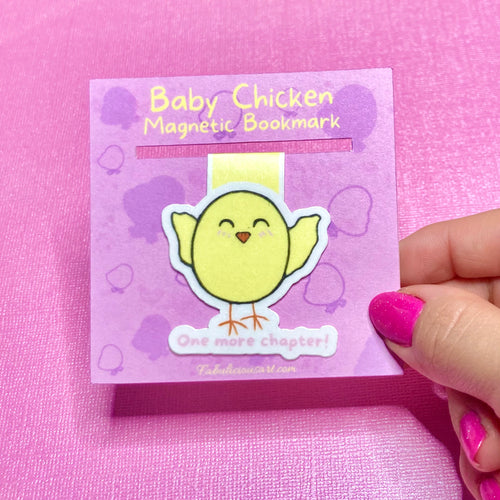 Baby Chicken
Magnetic Bookmark
One more chapter!
Fabuliciousart.com